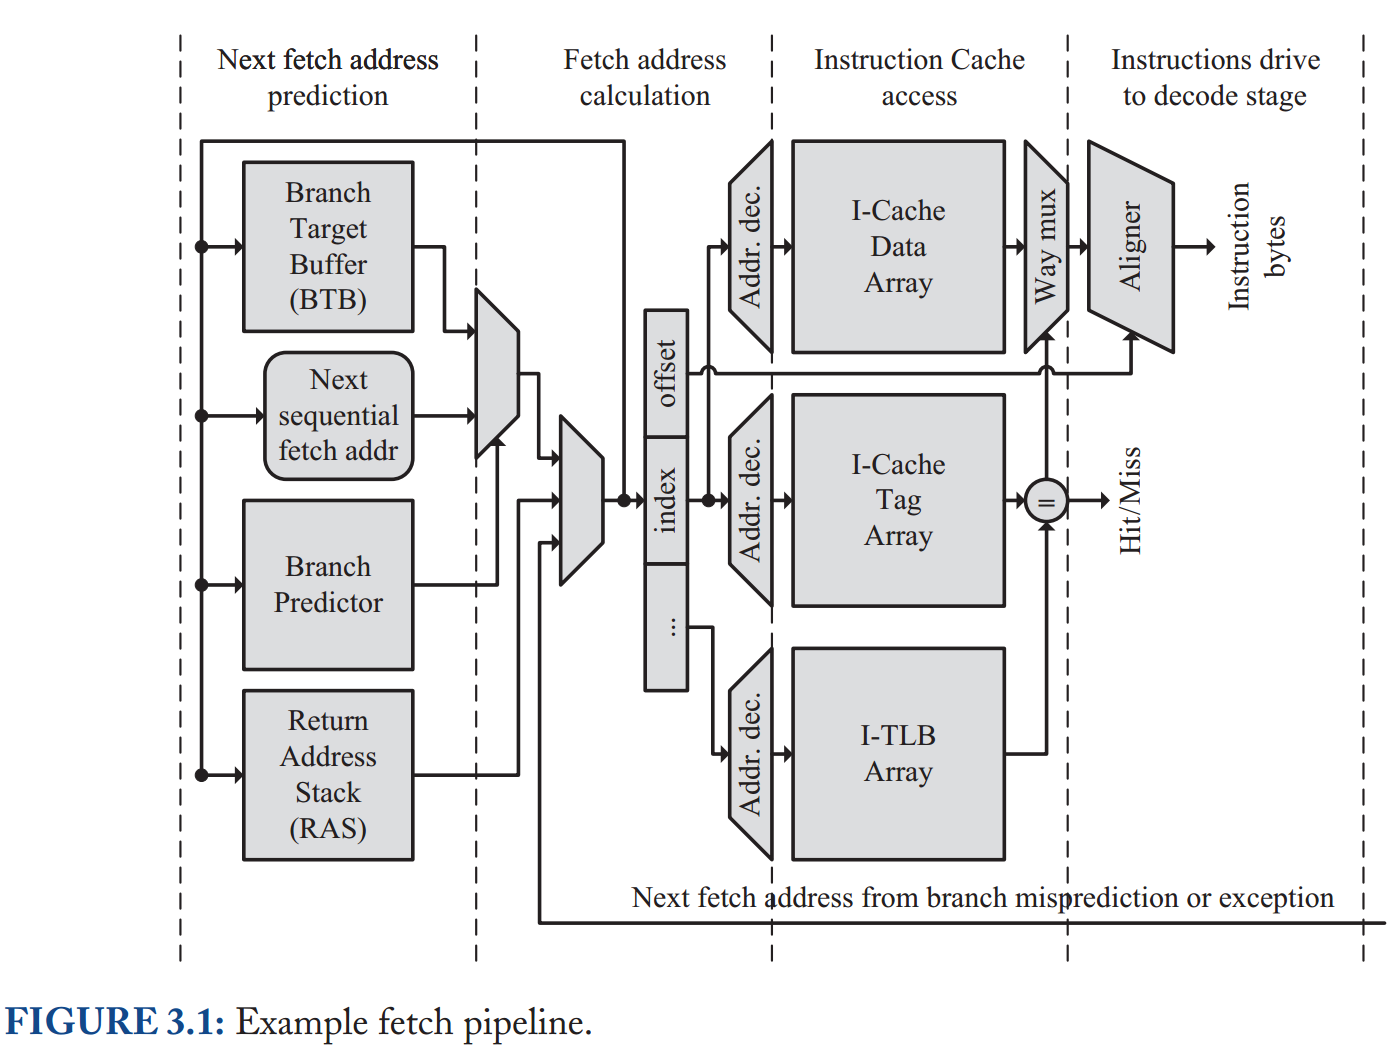 Next fetch address
prediction
Fetch address
calculation
Instruction Cache
access
Instructions drive
to decode stage
Branch
Target
Buffer
(BTB)
Next
sequential
fetch addr
Branch
Predictor
Return
Address
Stack
(RAS)
offset
index
...
Addr. dec.
I-Cache
Data
Array
Way mux
Aligner
Instruction
bytes
Addr. dec.
I-Cache
Tag
Array
=
Hit/Miss
Addr. dec.
I-TLB
Array
Next fetch address from branch misprediction or exception
FIGURE 3.1: Example fetch pipeline.